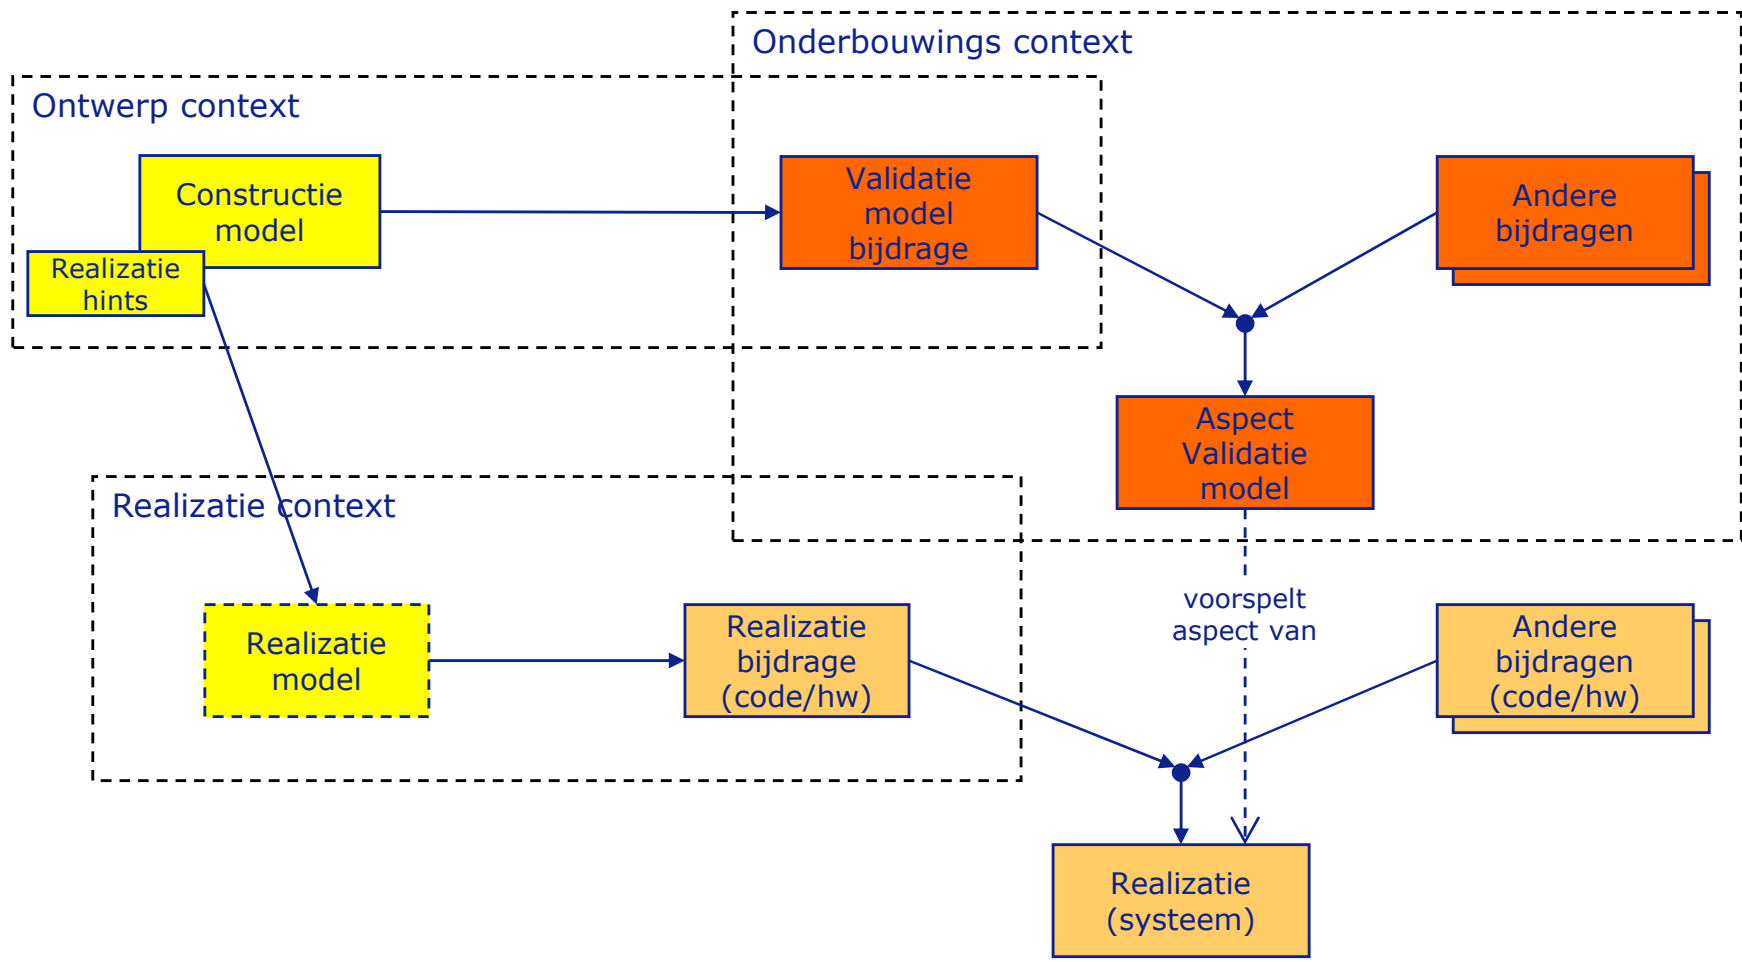 Onderbouwings context
Ontwerp context
Constructie
model
Realizatie
hints
Validatie
model
bijdrage
Andere
bijdragen
Aspect
Validatie
model
Realizatie context
voorspelt
aspect van
Realizatie
model
Realizatie
bijdrage
(code/hw)
Andere
bijdragen
(code/hw)
Realizatie
(systeem)